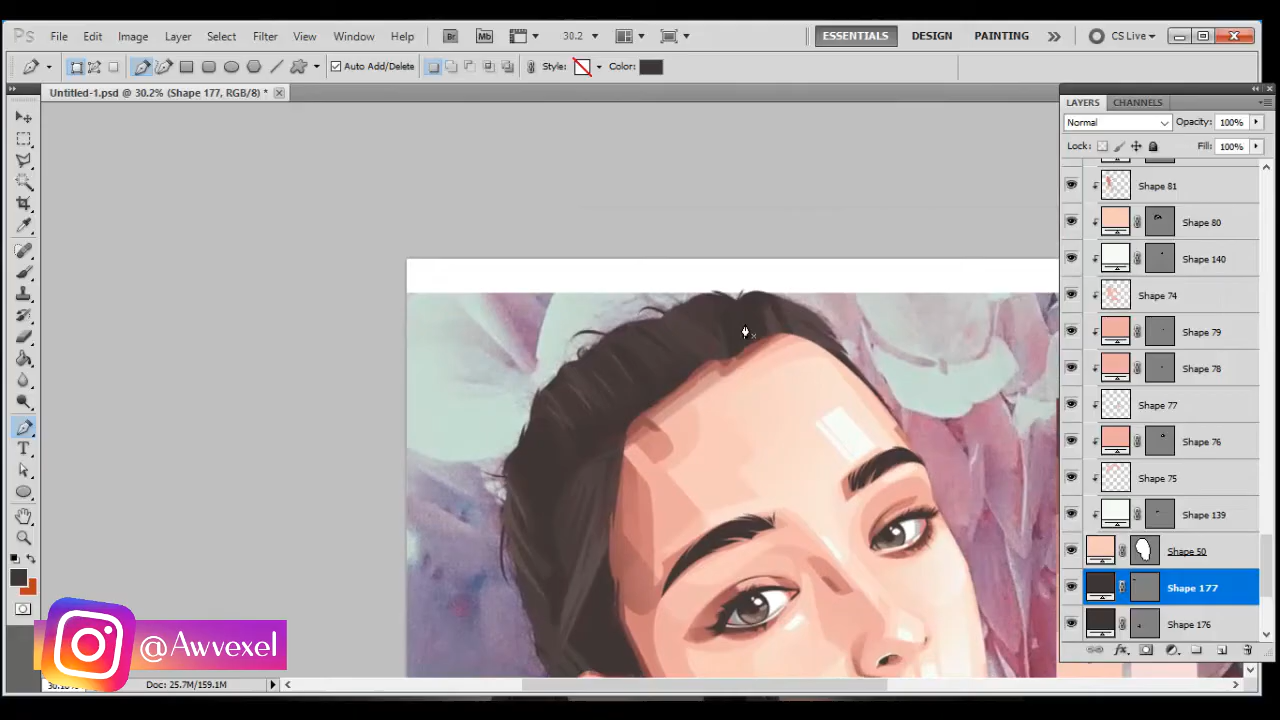 Ps File Edit Image Layer Select Filter View Window Help Br Mb 30.2 ESSENTIALS DESIGN PAINTING CS Live
Auto Add/Delete Style: Color:
Untitled-1.psd @ 30.2% (Shape 177, RGB/8) *
LAYERS CHANNELS
Normal Opacity: 100%
Lock: Fill: 100%
Shape 81
Shape 80
Shape 140
Shape 74
Shape 79
Shape 78
Shape 77
Shape 76
Shape 75
Shape 139
Shape 50
Shape 177
Shape 176
@Awvexel
Doc: 25.7M/159.1M